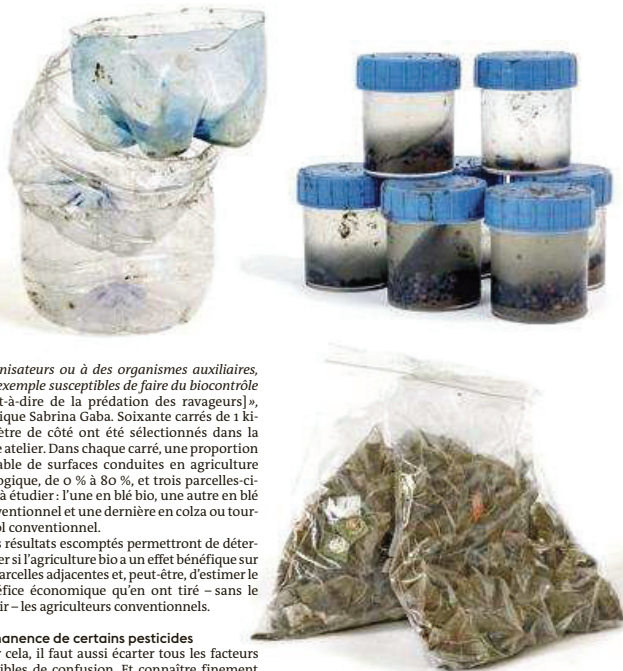 nisateurs ou à des organismes auxiliaires,
exemple susceptibles de faire du biocontrôle
t-à-dire de la prédation des ravageurs]»,
ique Sabrina Gaba. Soixante carrés de 1 ki-
ètre de côté ont été sélectionnés dans la
e atelier. Dans chaque carré, une proportion
able de surfaces conduites en agriculture
ogique, de 0 % à 80 %, et trois parcelles-ci-
à étudier : l'une en blé bio, une autre en blé
ventionnel et une dernière en colza ou tour-
ol conventionnel.
s résultats escomptés permettront de déter-
er si l'agriculture bio a un effet bénéfique sur
arcelles adjacentes et, peut-être, d'estimer le
éfice économique qu'en ont tiré – sans le
ir – les agriculteurs conventionnels.
manence de certains pesticides
r cela, il faut aussi écarter tous les facteurs
ibles de confusion. Et connaître finement